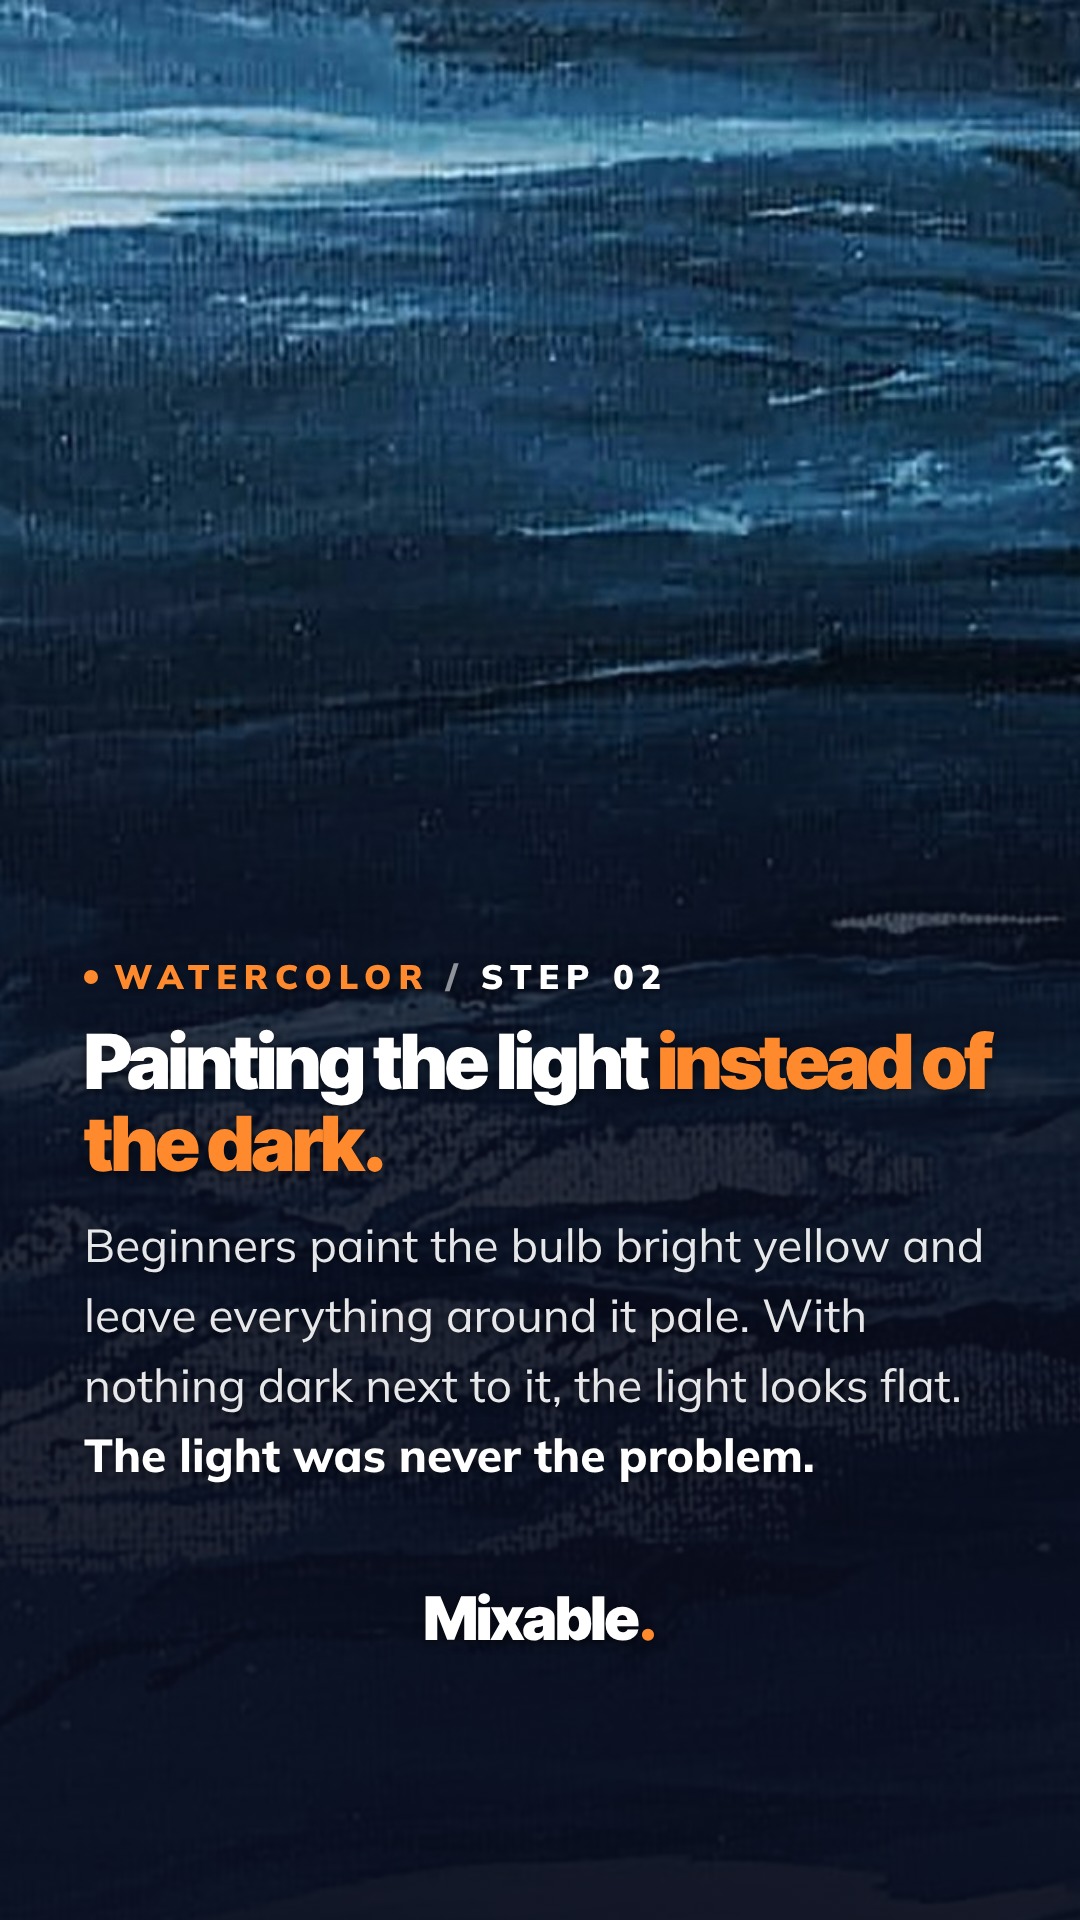 • WATERCOLOR / STEP 02
Painting the light instead of
the dark.
Beginners paint the bulb bright yellow and
leave everything around it pale. With
nothing dark next to it, the light looks flat.
The light was never the problem.
Mixable.